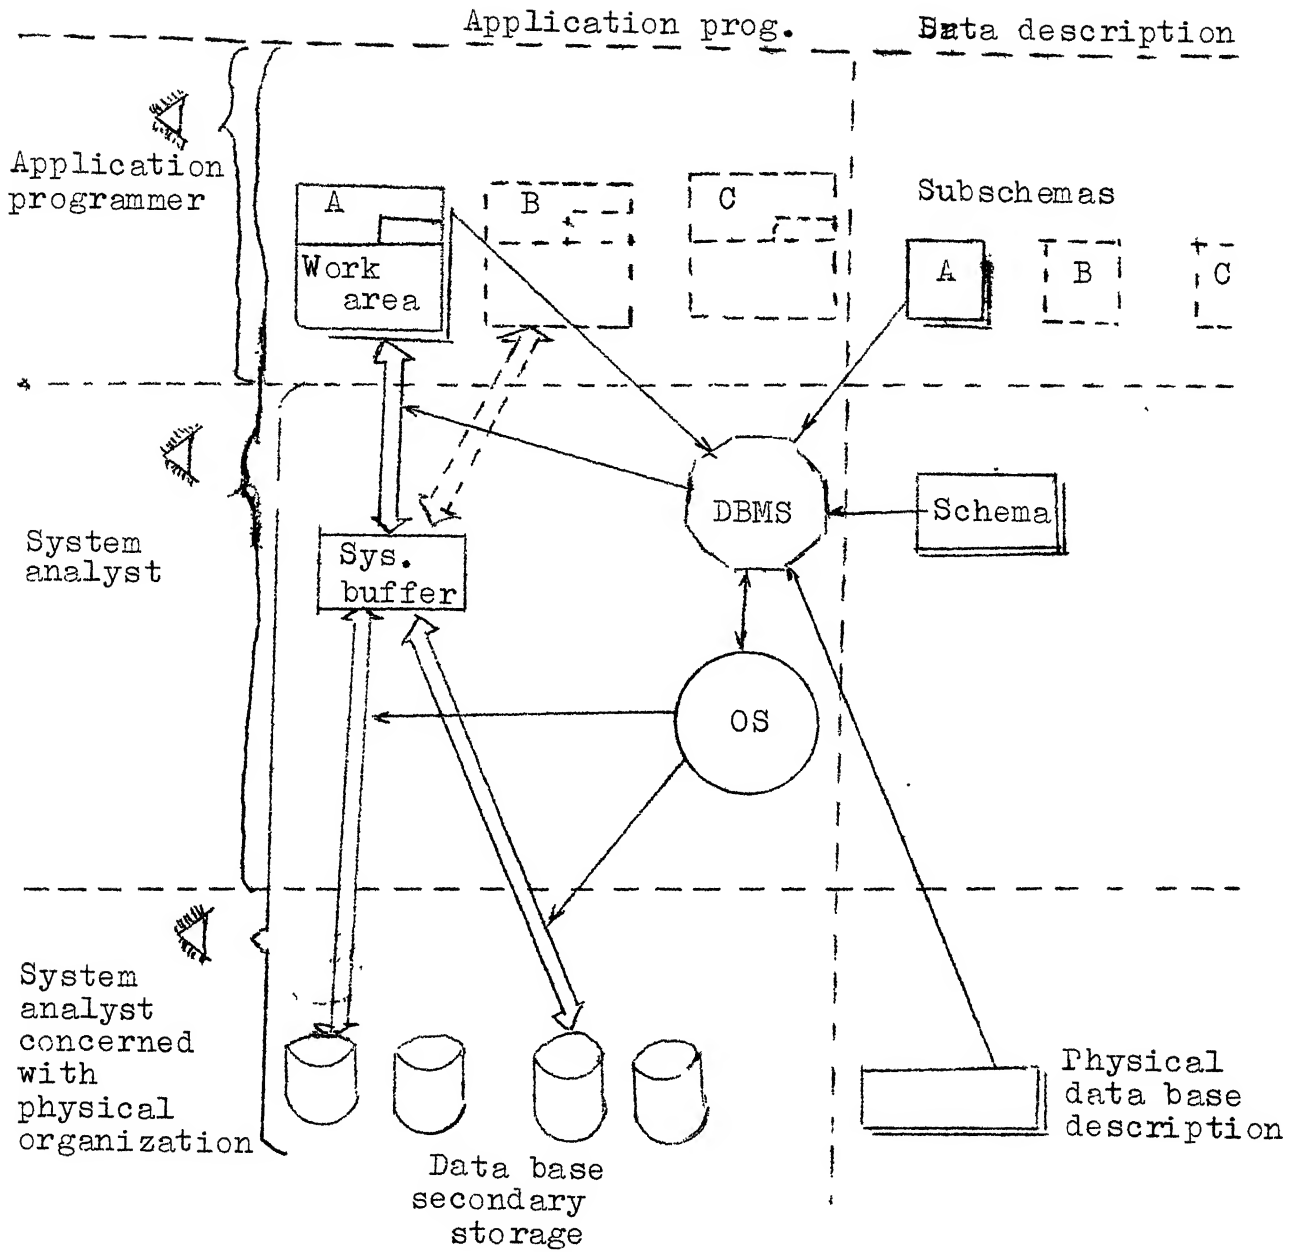 Application prog.
Data description
Application
programmer
A
B
C
Work
area
Subschemas
A
B
C
System
analyst
DBMS
Schema
Sys.
buffer
OS
System
analyst
concerned
with
physical
organization
Physical
data base
description
Data base
secondary
storage